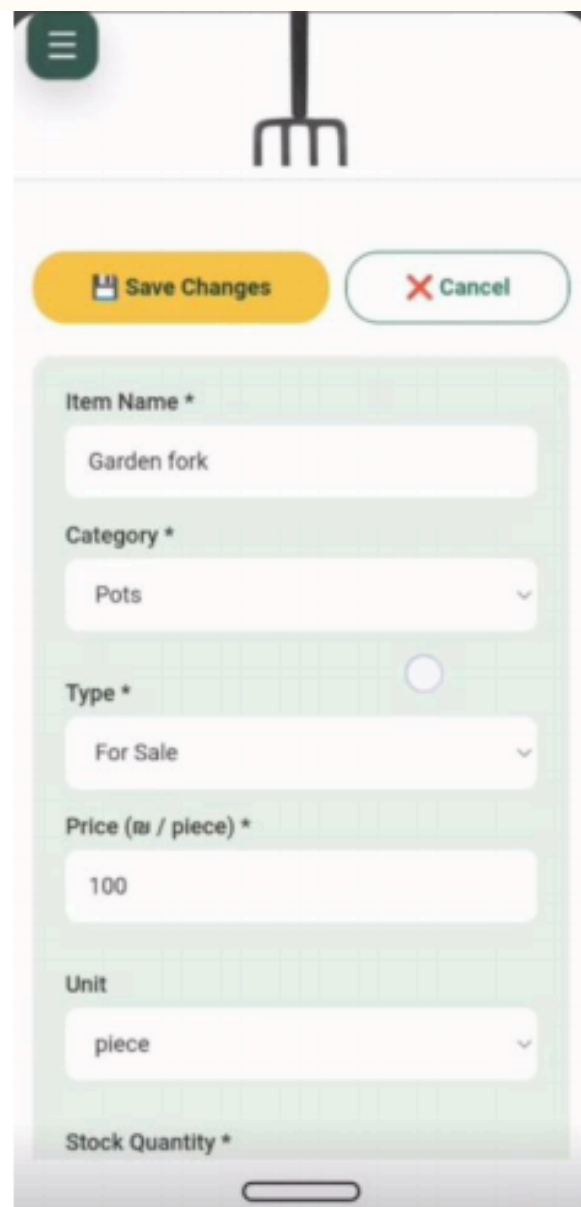 Save Changes
Cancel
Item Name *
Garden fork
Category *
Pots
Type *
For Sale
Price (₪ / piece) *
100
Unit
piece
Stock Quantity *